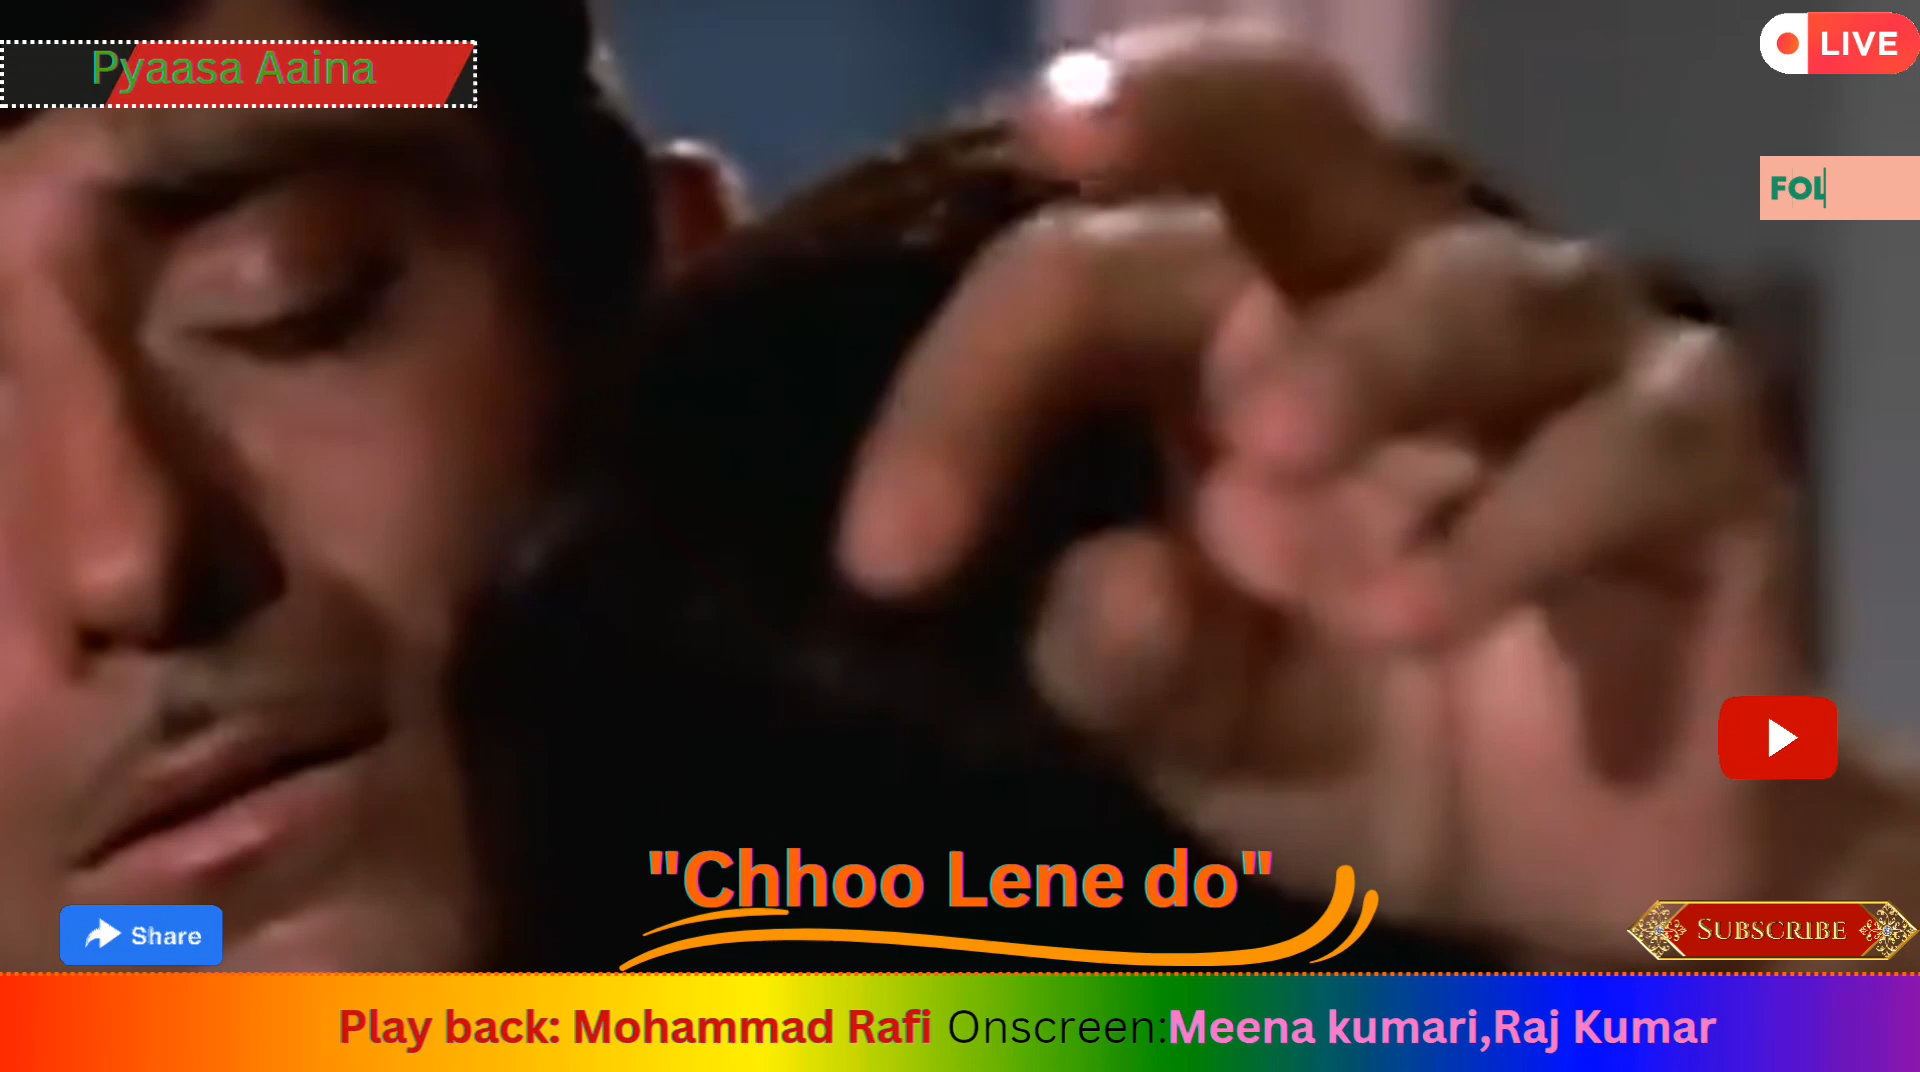 Pyaasa Aaina
LIVE
FOL
"Chhoo Lene do"
Share
SUBSCRIBE
Play back: Mohammad Rafi Onscreen:Meena kumari,Raj Kumar